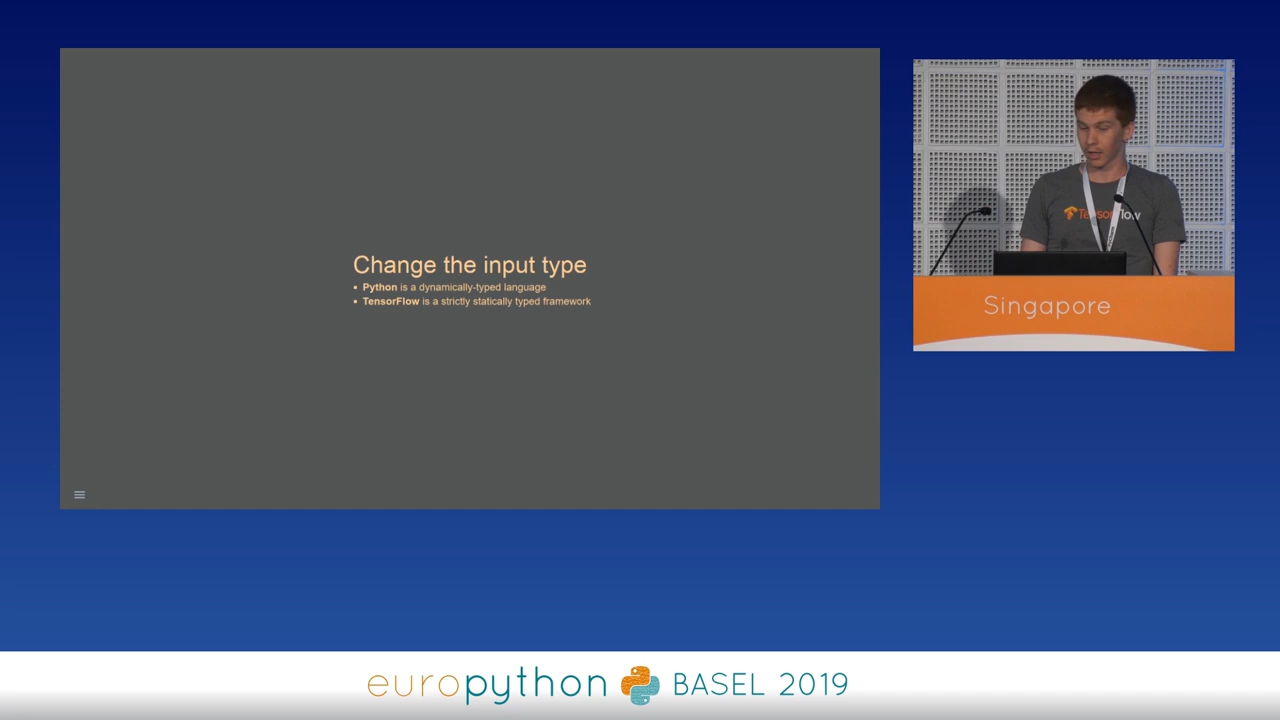 Change the input type
▪ Python is a dynamically-typed language
▪ TensorFlow is a strictly statically typed framework
TensorFlow
Singapore
europython BASEL 2019